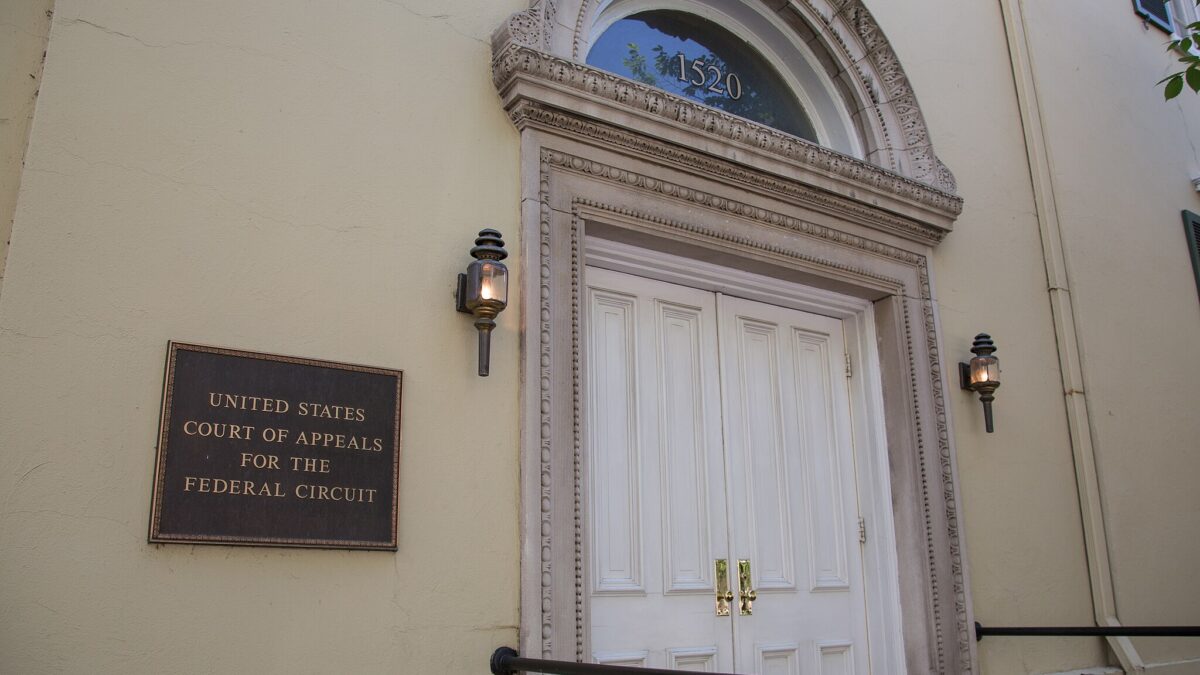 1520
UNITED STATES
COURT OF APPEALS
FOR THE
FEDERAL CIRCUIT